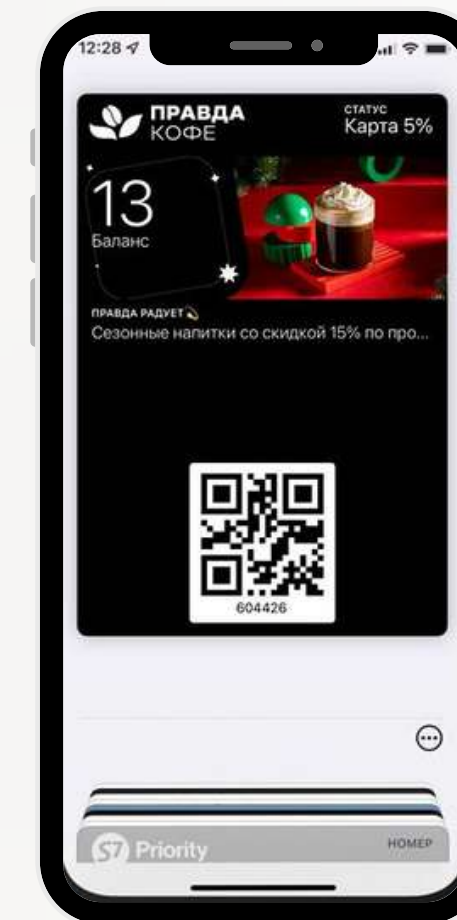 12:28
ПРАВДА
КОФЕ
СТАТУС
Карта 5%
13
Баланс
ПРАВДА РАДУЕТ
Сезонные напитки со скидкой 15% по про...
604426
S7 Priority
НОМЕР